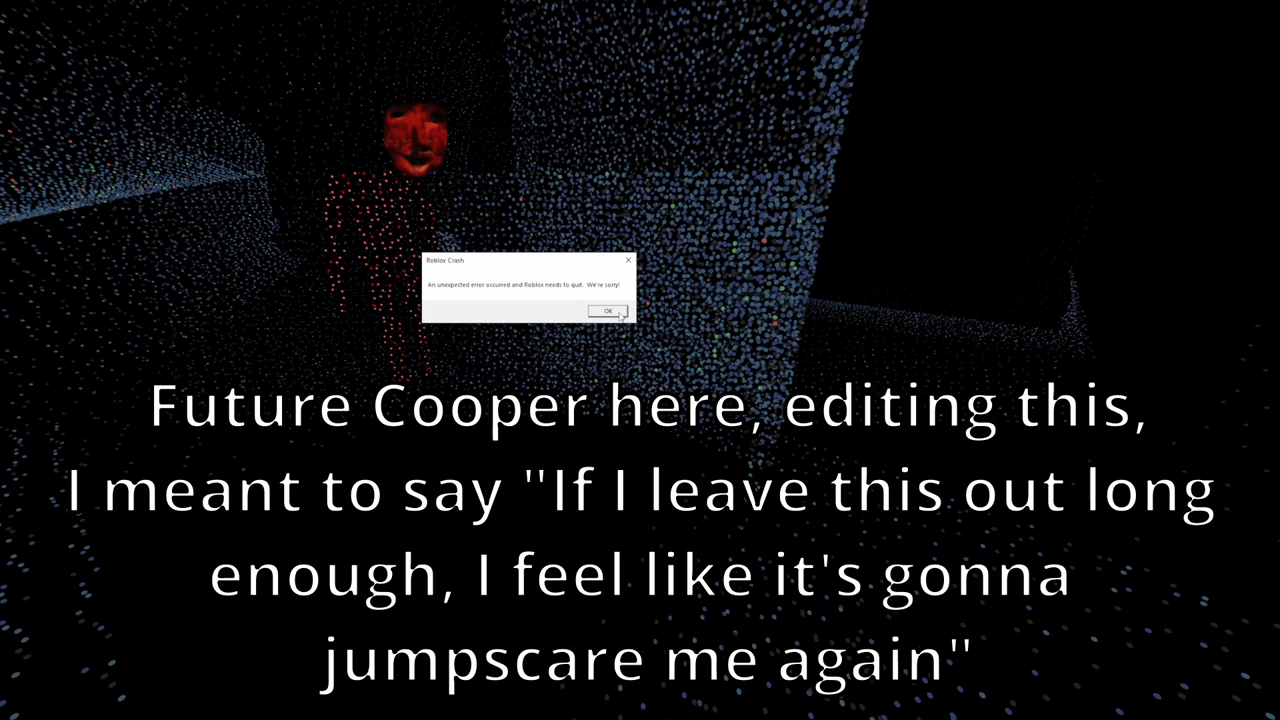 Roblox Crash
An unexpected error occurred and Roblox needs to quit. We're sorry!
OK
Future Cooper here, editing this,
I meant to say "If I leave this out long
enough, I feel like it's gonna
jumpscare me again"